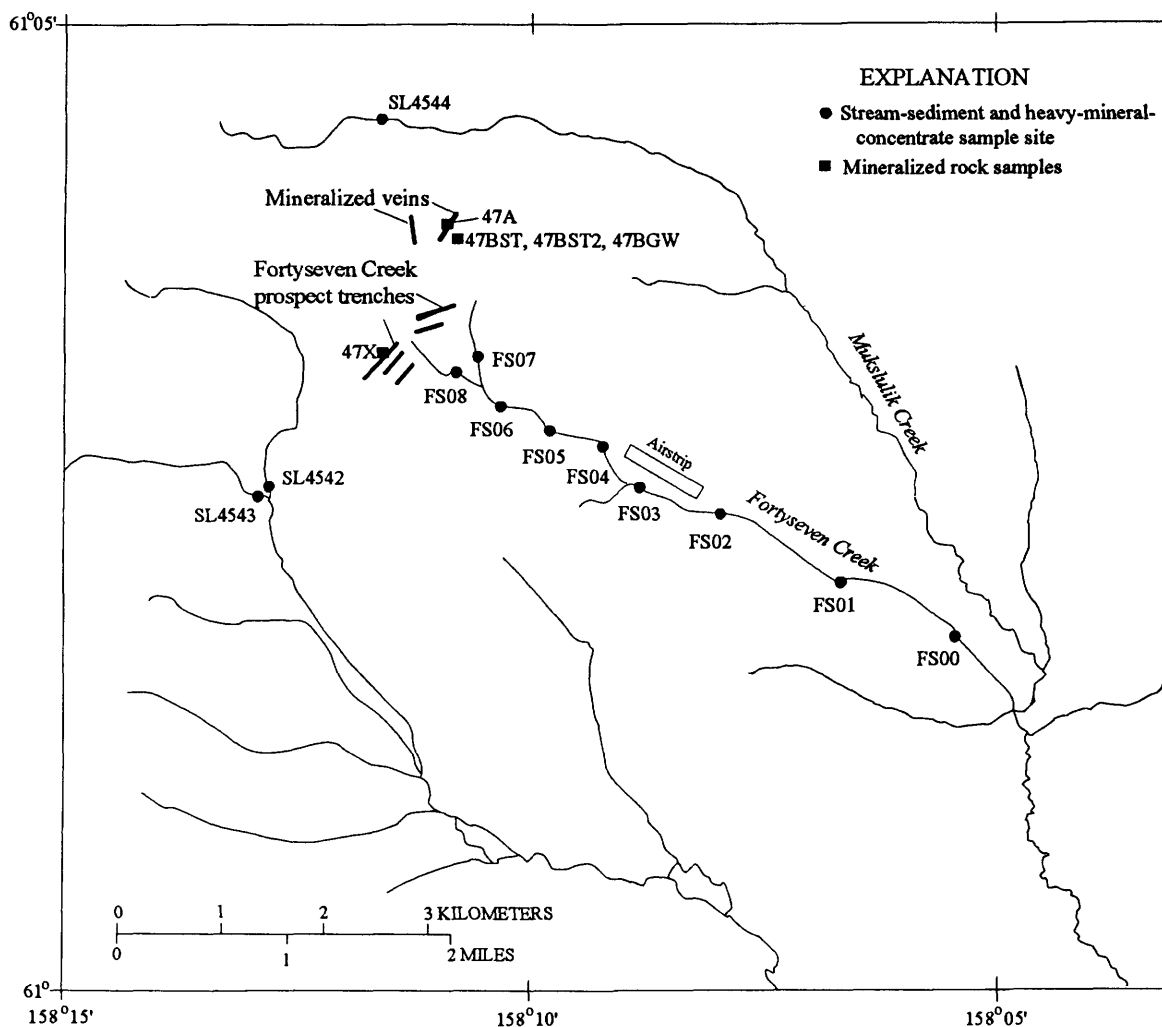 61°05'
EXPLANATION
Stream-sediment and heavy-mineral-
concentrate sample site
Mineralized rock samples
SL4544
Mineralized veins
47A
47BST, 47BST2, 47BGW
Fortyseven Creek
prospect trenches
47X
FS07
FS08
FS06
FS05
FS04
Airstrip
FS03
FS02
Mukslulik Creek
Fortyseven Creek
SL4542
SL4543
FS01
FS00
0 1 2 3 KILOMETERS
0 1 2 MILES
61°
158°15' 158°10' 158°05'